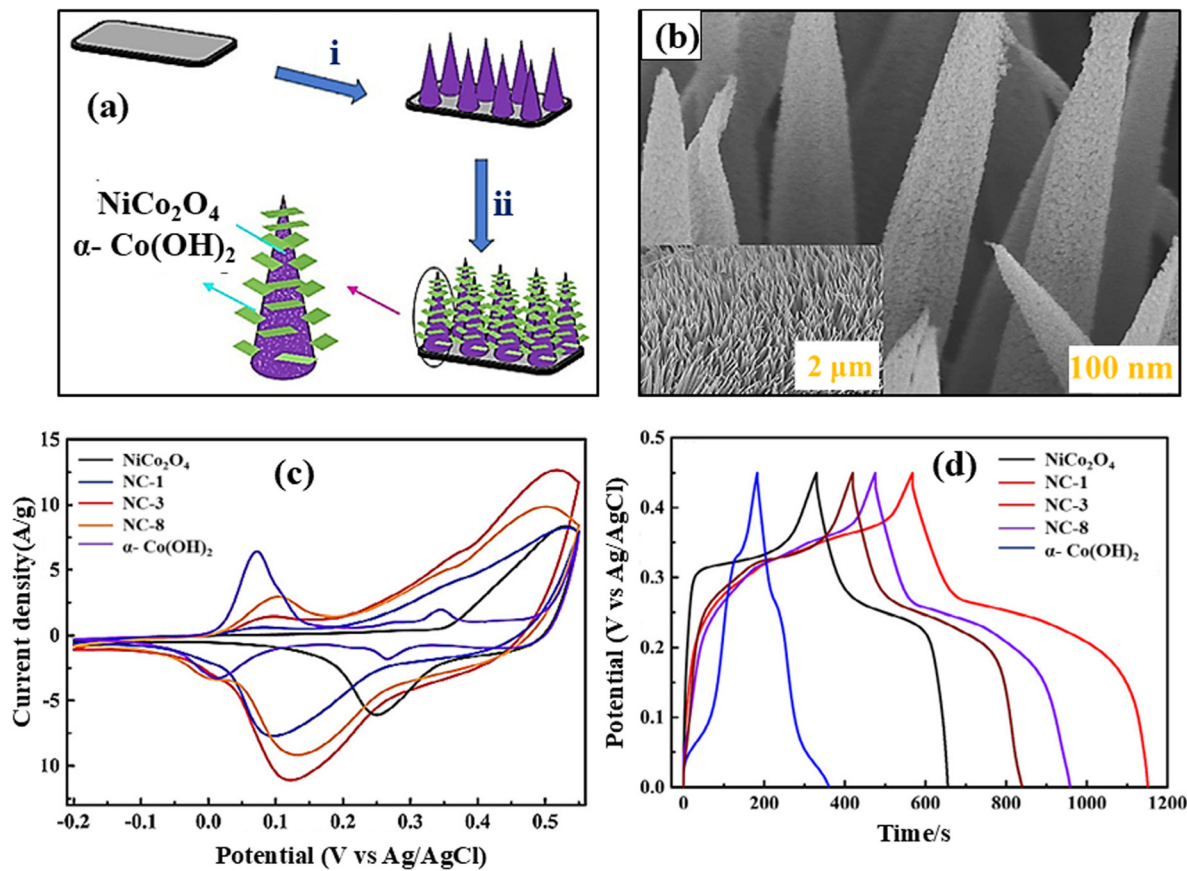 (a)
i
ii
NiCo₂O₄
α- Co(OH)₂
(b)
2 μm
100 nm
(c)
NiCo₂O₄
NC-1
NC-3
NC-8
α- Co(OH)₂
Current density(A/g)
15
10
5
0
-5
10
-0.2
-0.1
0.0
0.1
0.2
0.3
0.4
0.5
Potential (V vs Ag/AgCl)
(d)
NiCo₂O₄
NC-1
NC-3
NC-8
α- Co(OH)₂
Potential (V vs Ag/AgCl)
0.5
0.4
0.3
0.2
0.1
0.0
0
200
400
600
800
1000
1200
Time/s